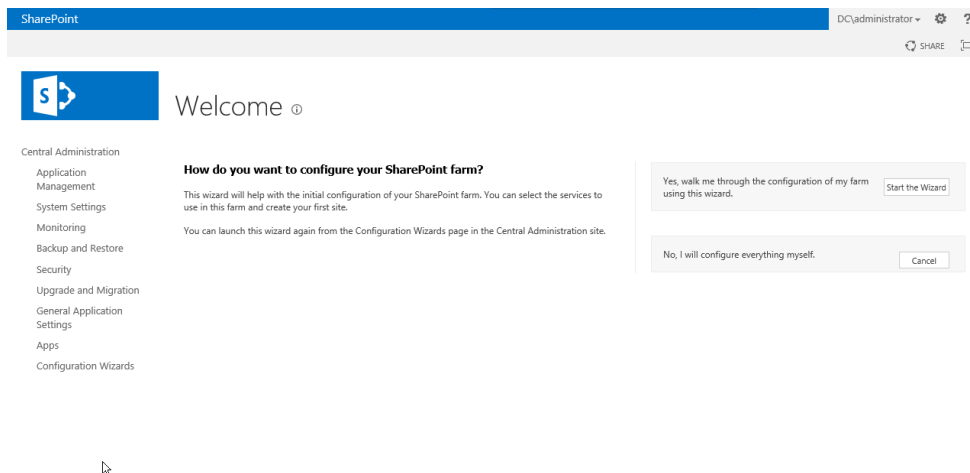 SharePoint
DC\administrator
?
SHARE
S
Welcome
Central Administration
Application
Management
System Settings
Monitoring
Backup and Restore
Security
Upgrade and Migration
General Application
Settings
Apps
Configuration Wizards
How do you want to configure your SharePoint farm?
This wizard will help with the initial configuration of your SharePoint farm. You can select the services to
use in this farm and create your first site.
You can launch this wizard again from the Configuration Wizards page in the Central Administration site.
Yes, walk me through the configuration of my farm
using this wizard.
Start the Wizard
No, I will configure everything myself.
Cancel